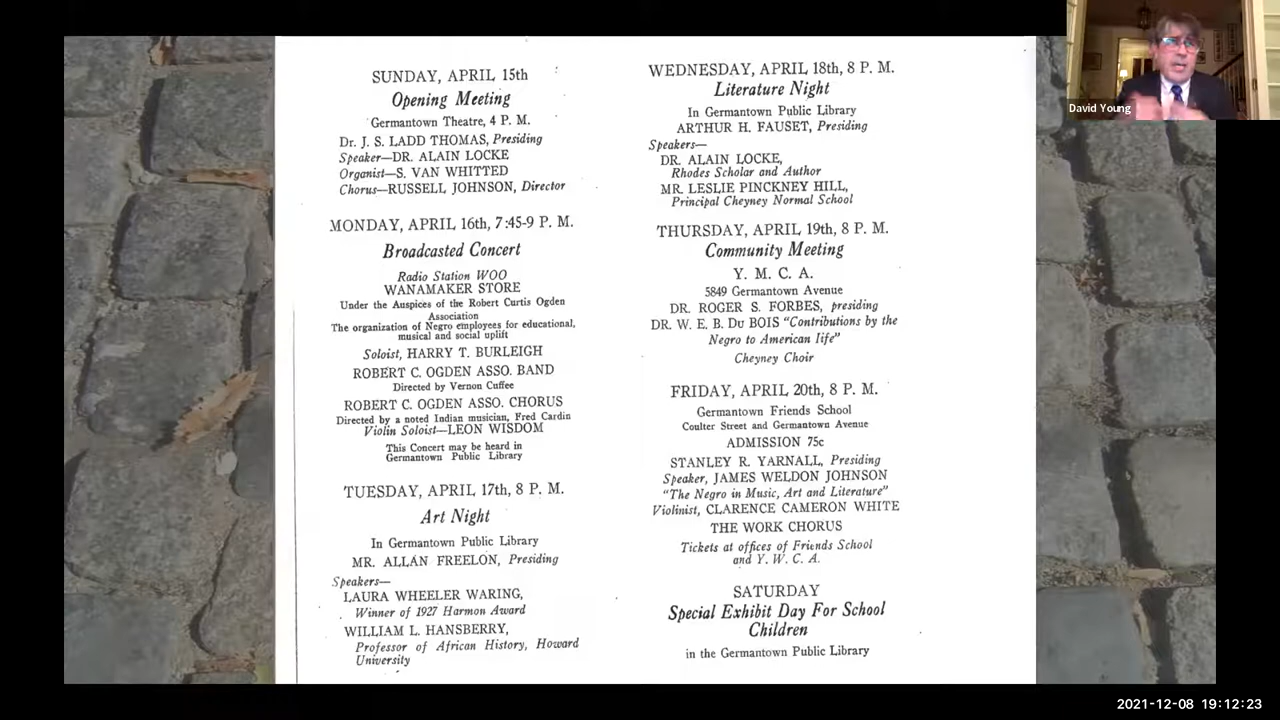 SUNDAY, APRIL 15th
Opening Meeting
Germantown Theatre, 4 P. M.
Dr. J. S. LADD THOMAS, Presiding
Speaker—DR. ALAIN LOCKE
Organist—S. VAN WHITTED
Chorus—RUSSELL JOHNSON, Director
MONDAY, APRIL 16th, 7:45-9 P. M.
Broadcasted Concert
Radio Station WOO
WANAMAKER STORE
Under the Auspices of the Robert Curtis Ogden
Association
The organization of Negro employees for educational,
musical and social uplift
Soloist, HARRY T. BURLEIGH
ROBERT C. OGDEN ASSO. BAND
Directed by Vernon Cuffee
ROBERT C. OGDEN ASSO. CHORUS
Directed by a noted Indian musician, Fred Cardin
Violin Soloist—LEON WISDOM
This Concert may be heard in
Germantown Public Library
TUESDAY, APRIL 17th, 8 P. M.
Art Night
In Germantown Public Library
MR. ALLAN FREELON, Presiding
Speakers—
LAURA WHEELER WARING,
Winner of 1927 Harmon Award
WILLIAM L. HANSBERRY,
Professor of African History, Howard
University
WEDNESDAY, APRIL 18th, 8 P. M.
Literature Night
In Germantown Public Library
ARTHUR H. FAUSET, Presiding
Speakers—
DR. ALAIN LOCKE,
Rhodes Scholar and Author
MR. LESLIE PINCKNEY HILL,
Principal Cheyney Normal School
THURSDAY, APRIL 19th, 8 P. M.
Community Meeting
Y. M. C. A.
5849 Germantown Avenue
DR. ROGER S. FORBES, presiding
DR. W. E. B. DU BOIS "Contributions by the
Negro to American life"
Cheyney Choir
FRIDAY, APRIL 20th, 8 P. M.
Germantown Friends School
Coulter Street and Germantown Avenue
ADMISSION 75c
STANLEY R. YARNALL, Presiding
Speaker, JAMES WELDON JOHNSON
"The Negro in Music, Art and Literature"
Violinist, CLARENCE CAMERON WHITE
THE WORK CHORUS
Tickets at offices of Friends School
and Y. W. C. A.
SATURDAY
Special Exhibit Day For School
Children
in the Germantown Public Library
David Young
2021-12-08 19:12:23